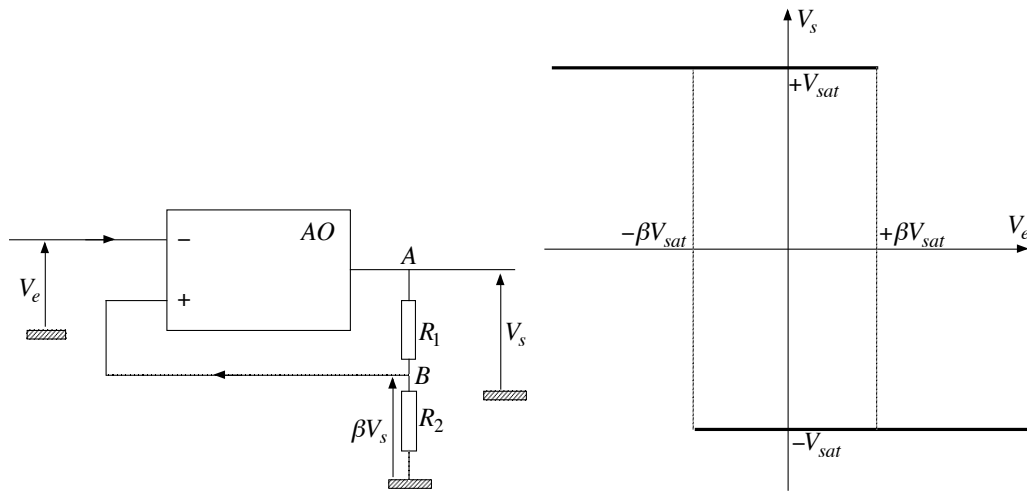 AO
−
+
V_e
A
R_1
V_s
B
R_2
βV_s
V_s
+V_sat
−βV_sat
+βV_sat
V_e
−V_sat